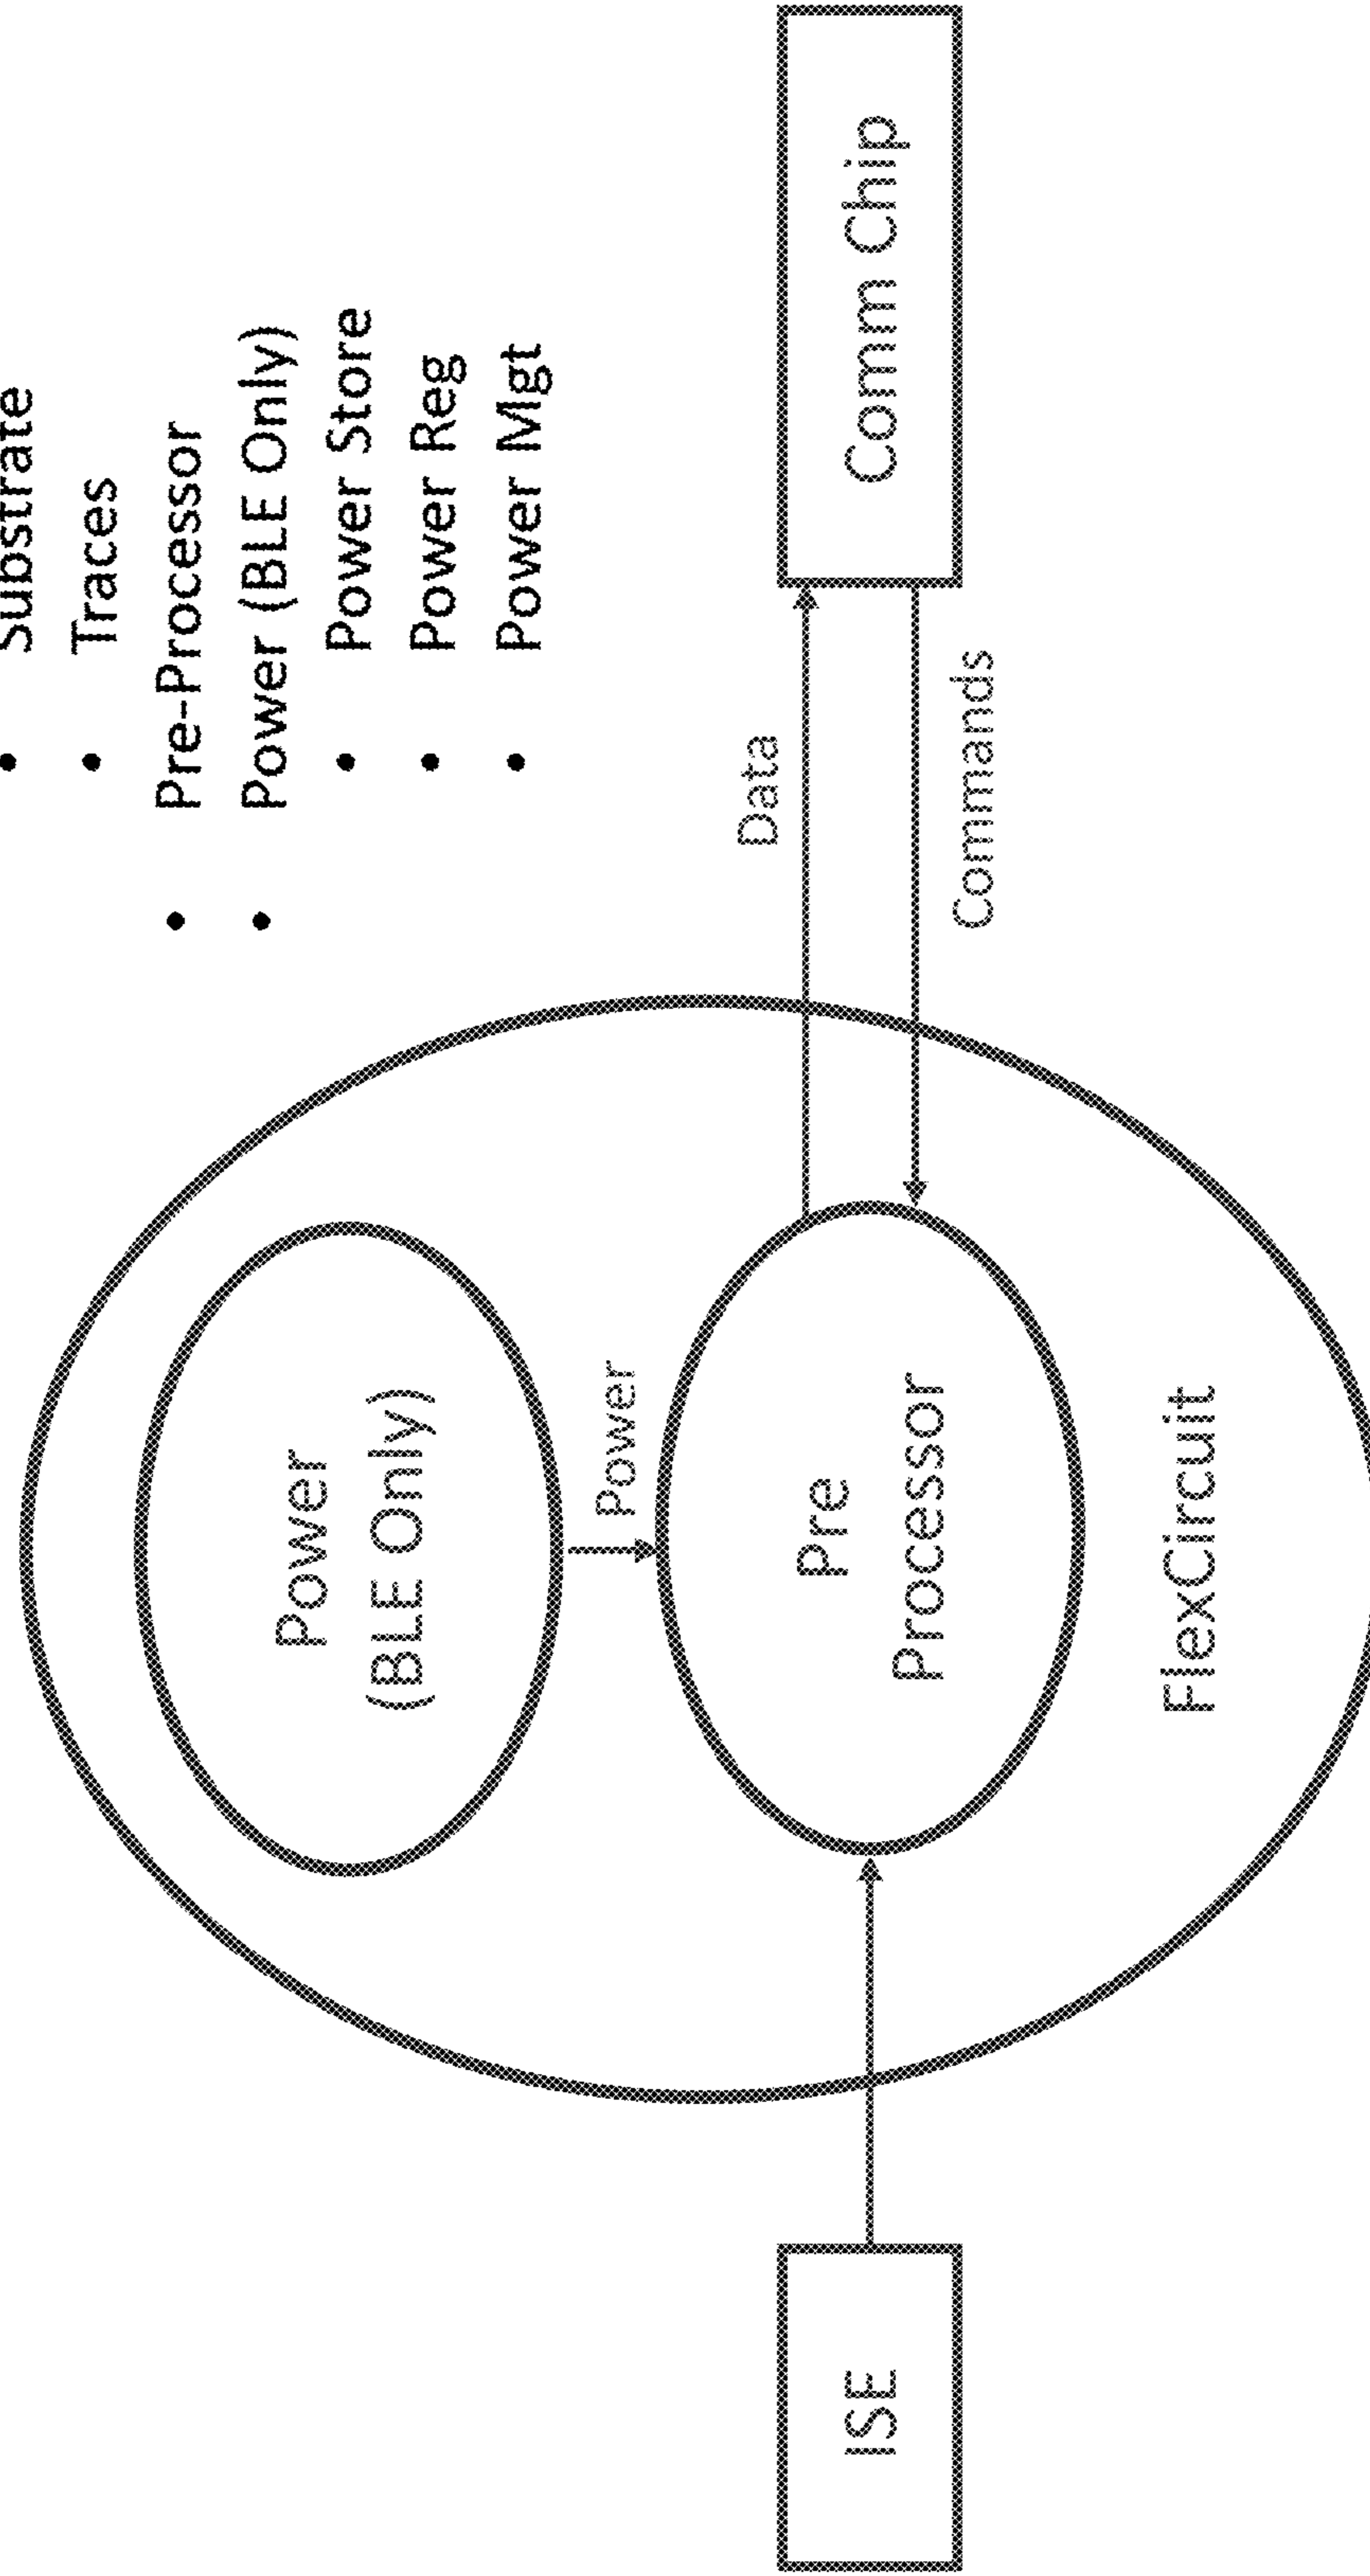 • Substrate
• Traces
• Pre-Processor
• Power (BLE Only)
• Power Store
• Power Reg
• Power Mgt
Power
(BLE Only)
Power
Pre
Processor
FlexCircuit
ISE
Data
Commands
Comm Chip